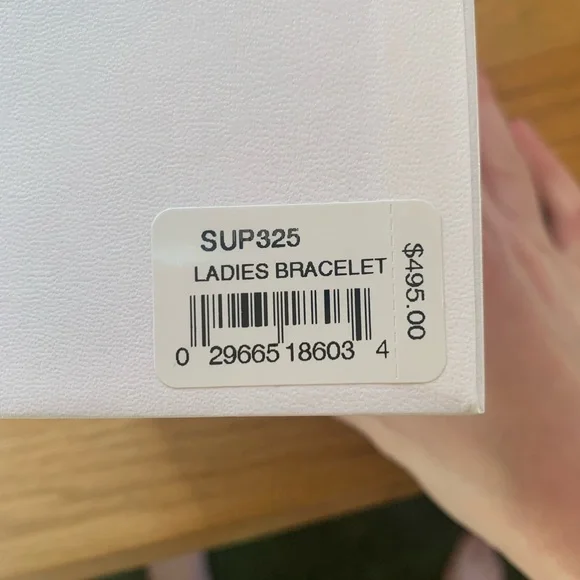 SUP325
LADIES BRACELET
0 29665 18603 4
$495.00